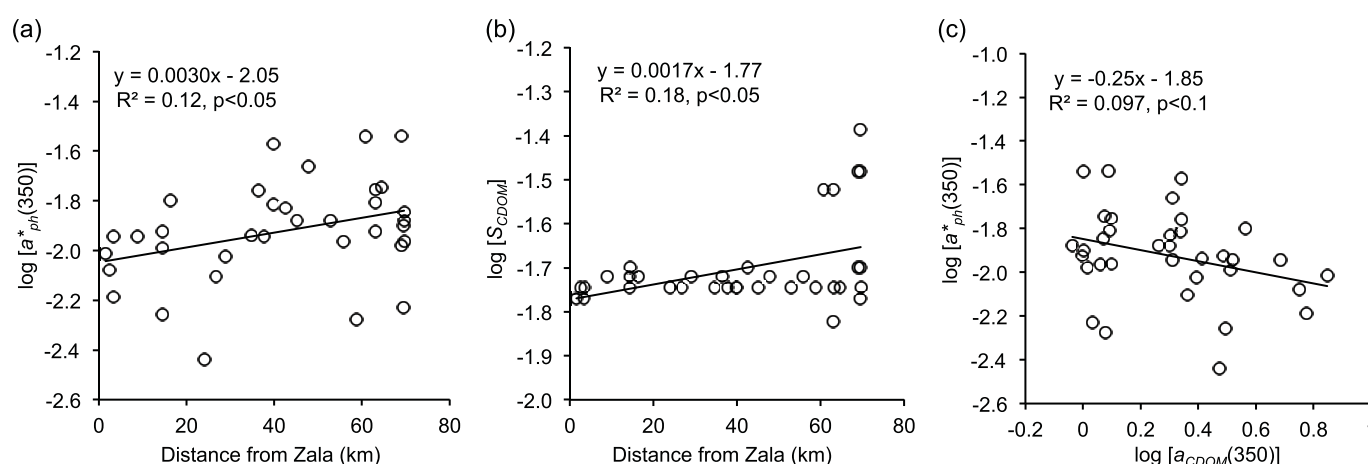 (a)
y = 0.0030x - 2.05
R² = 0.12, p<0.05
log [a*ph(350)]
-1.2
-1.4
-1.6
-1.8
-2.0
-2.2
-2.4
-2.6
0
20
40
60
80
Distance from Zala (km)
(b)
y = 0.0017x - 1.77
R² = 0.18, p<0.05
log [SCDOM]
-1.2
-1.3
-1.4
-1.5
-1.6
-1.7
-1.8
-1.9
-2.0
0
20
40
60
80
Distance from Zala (km)
(c)
y = -0.25x - 1.85
R² = 0.097, p<0.1
log [a*ph(350)]
-1.0
-1.2
-1.4
-1.6
-1.8
-2.0
-2.2
-2.4
-2.6
-0.2
0
0.2
0.4
0.6
0.8
log [aCDOM(350)]